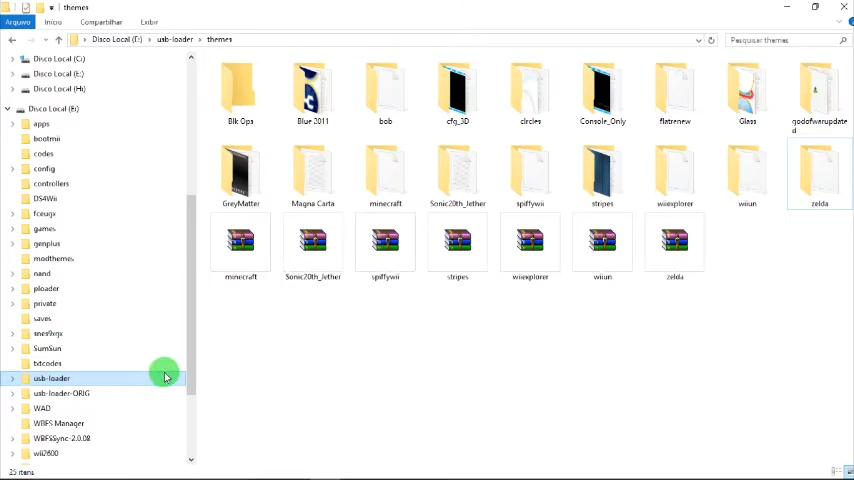 themes
Arquivo Início Compartilhar Exibir
Disco Local (E:) usb-loader themes
Pesquisar themes
Disco Local (C:)
Disco Local (E:)
Disco Local (H:)
Disco Local (E:)
apps
bootmii
codes
config
controllers
DS4Wii
fceugx
games
genplus
modthemes
nand
ploader
private
saves
snes9xgx
SumSun
txtcodes
usb-loader
usb-loader-ORIG
WAD
WBFS Manager
WBFSSync-2.0.08
wii2600
Blk Ops Blue 2011 bob cfg_3D circles Console_Only flatrenew Glass godofwarupdate
d
GreyMatter Magna Carta minecraft Sonic20th_Jether spiffywii stripes wiiexplorer wiiun zelda
minecraft Sonic20th_Jether spiffywii stripes wiiexplorer wiiun zelda
25 itens